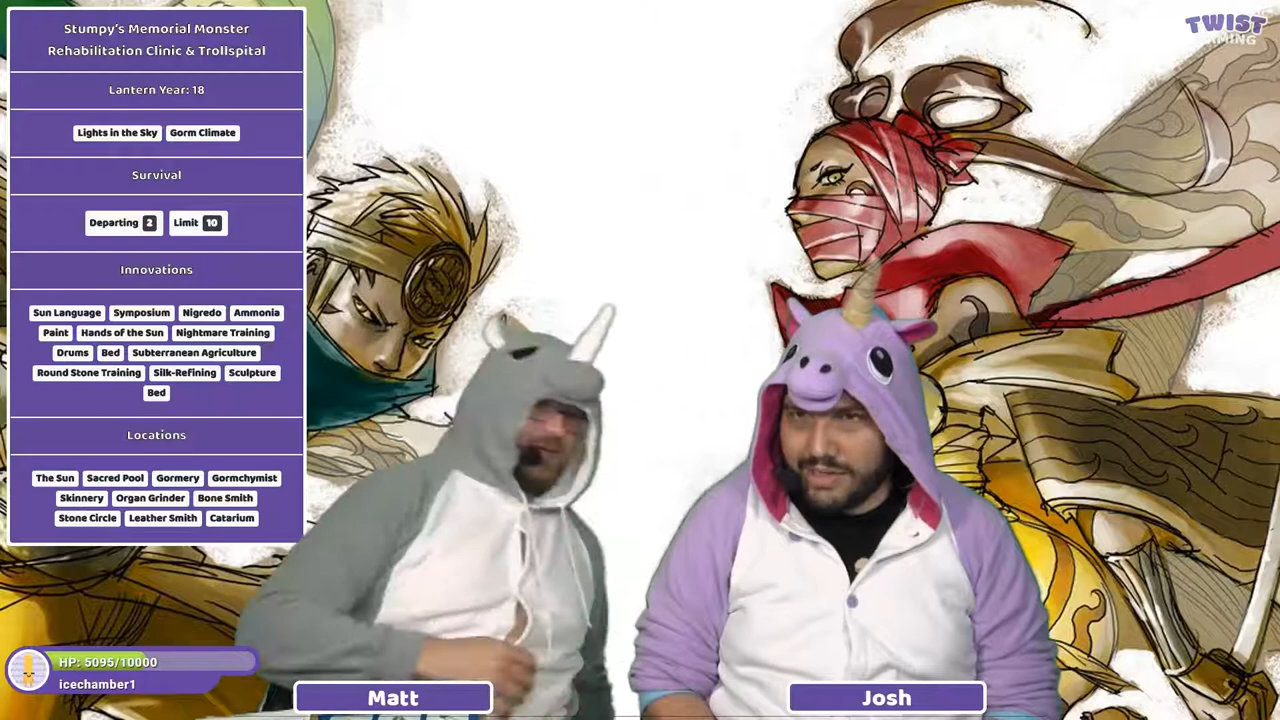 Stumpy's Memorial Monster
Rehabilitation Clinic & Trollspital
Lantern Year: 18
Lights in the Sky Gorm Climate
Survival
Departing 2 Limit 10
Innovations
Sun Language Symposium Nigredo Ammonia
Paint Hands of the Sun Nightmare Training
Drums Bed Subterranean Agriculture
Round Stone Training Silk-Refining Sculpture
Bed
Locations
The Sun Sacred Pool Gormery Gormchymist
Skinnery Organ Grinder Bone Smith
Stone Circle Leather Smith Catarium
TWIST
GAMING
HP: 5095/10000
icechamber1
Matt
Josh